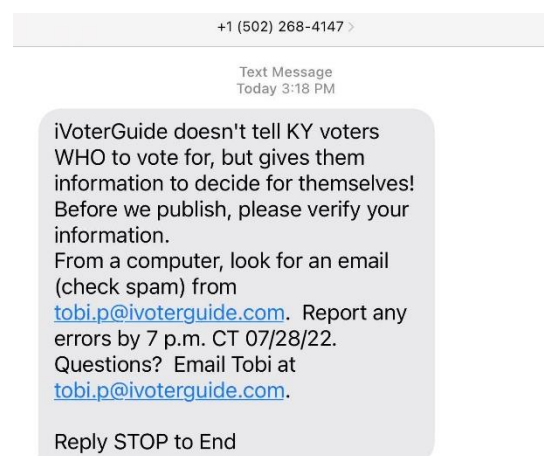 +1 (502) 268-4147 >
Text Message
Today 3:18 PM
iVoterGuide doesn't tell KY voters
WHO to vote for, but gives them
information to decide for themselves!
Before we publish, please verify your
information.
From a computer, look for an email
(check spam) from
tobi.p@ivoterguide.com.  Report any
errors by 7 p.m. CT 07/28/22.
Questions?  Email Tobi at
tobi.p@ivoterguide.com.
Reply STOP to End